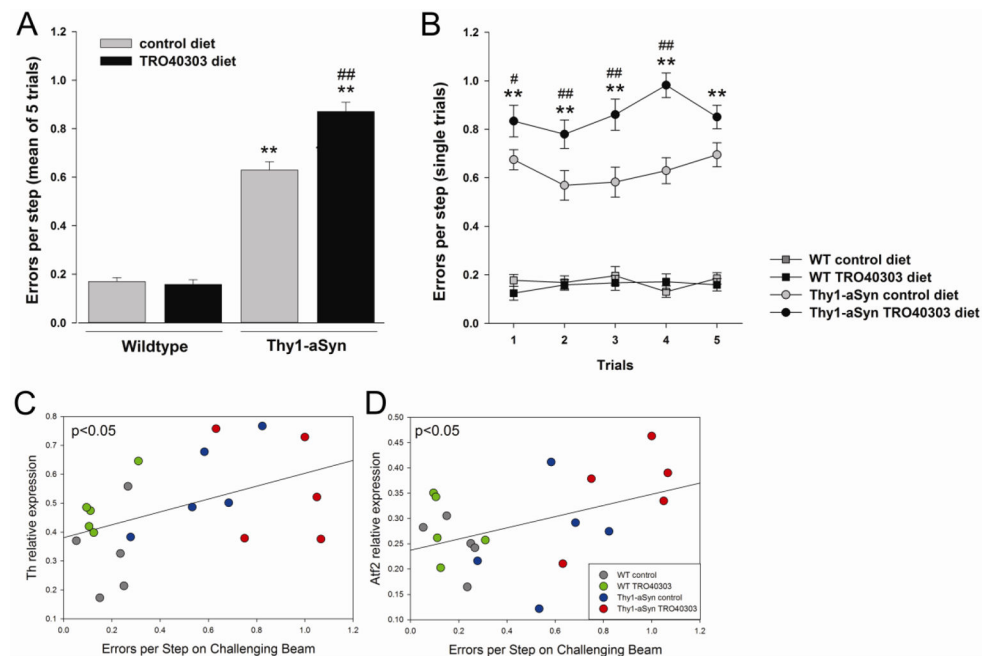 A
control diet
TRO40303 diet
Errors per step (mean of 5 trials)
1.2
1.0
0.8
0.6
0.4
0.2
0.0
**
##
**
Wildtype
Thy1-aSyn
B
Errors per step (single trials)
1.2
1.0
0.8
0.6
0.4
0.2
0.0
#
**
##
**
##
**
##
**
**
1 2 3 4 5
Trials
WT control diet
WT TRO40303 diet
Thy1-aSyn control diet
Thy1-aSyn TRO40303 diet
C
p<0.05
Th relative expression
0.8
0.7
0.6
0.5
0.4
0.3
0.2
0.1
0.0 0.2 0.4 0.6 0.8 1.0 1.2
Errors per Step on Challenging Beam
D
p<0.05
Atf2 relative expression
0.50
0.45
0.40
0.35
0.30
0.25
0.20
0.15
0.10
WT control
WT TRO40303
Thy1-aSyn control
Thy1-aSyn TRO40303
0.0 0.2 0.4 0.6 0.8 1.0 1.2
Errors per Step on Challenging Beam